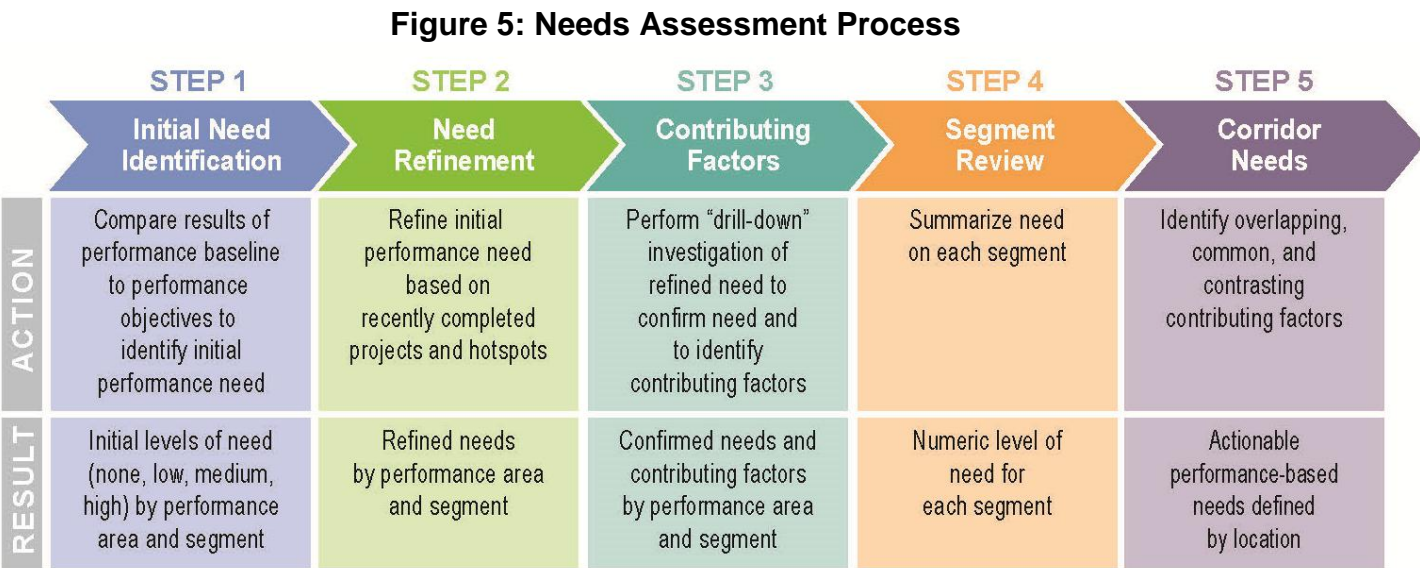 Figure 5: Needs Assessment Process
STEP 1
STEP 2
STEP 3
STEP 4
STEP 5
Initial Need
Identification
Need
Refinement
Contributing
Factors
Segment
Review
Corridor
Needs
ACTION
Compare results of
performance baseline
to performance
objectives to
identify initial
performance need
Refine initial
performance need
based on
recently completed
projects and hotspots
Perform “drill-down”
investigation of
refined need to
confirm need and
to identify
contributing factors
Summarize need
on each segment
Identify overlapping,
common, and
contrasting
contributing factors
RESULT
Initial levels of need
(none, low, medium,
high) by performance
area and segment
Refined needs
by performance area
and segment
Confirmed needs and
contributing factors
by performance area
and segment
Numeric level of
need for
each segment
Actionable
performance-based
needs defined
by location